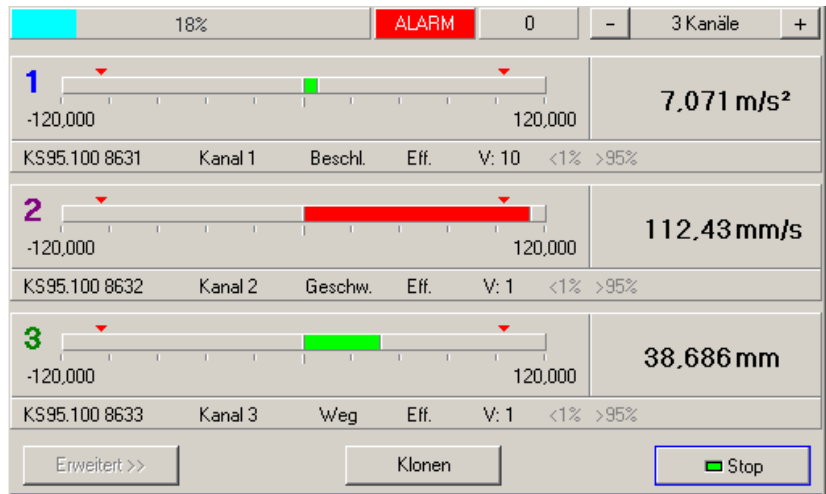 18% ALARM 0 - 3 Kanäle +
1
-120,000 120,000 7,071 m/s²
KS95.100 8631 Kanal 1 Beschl. Eff. V: 10 <1% >95%
2
-120,000 120,000 112,43 mm/s
KS95.100 8632 Kanal 2 Geschw. Eff. V: 1 <1% >95%
3
-120,000 120,000 38,686 mm
KS95.100 8633 Kanal 3 Weg Eff. V: 1 <1% >95%
Erweitert >> Klonen Stop